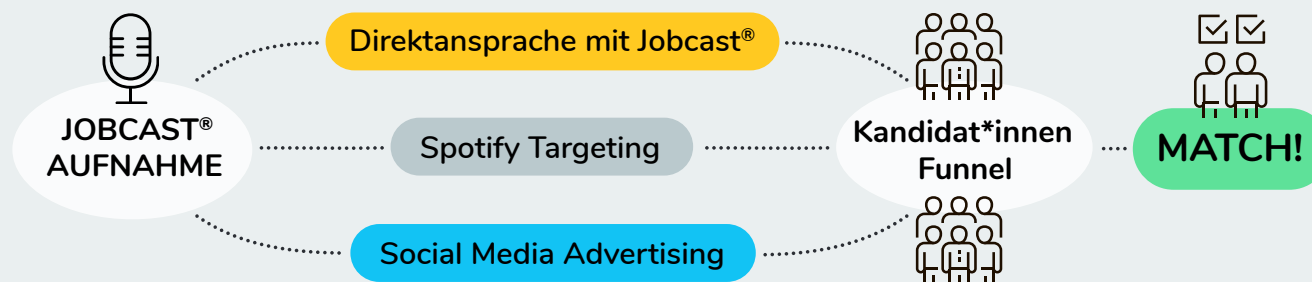 JOBCAST®
AUFNAHME
Direktansprache mit Jobcast®
Spotify Targeting
Social Media Advertising
Kandidat*innen
Funnel
MATCH!